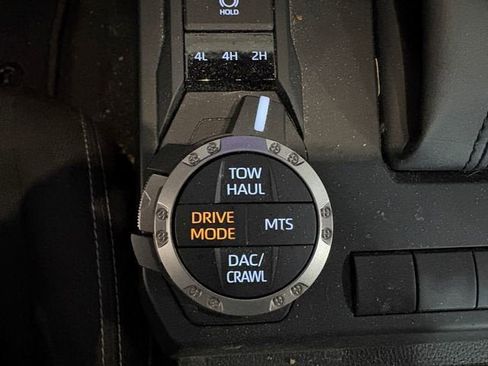 HOLD
4L 4H 2H
TOW
HAUL
DRIVE
MODE
MTS
DAC/
CRAWL